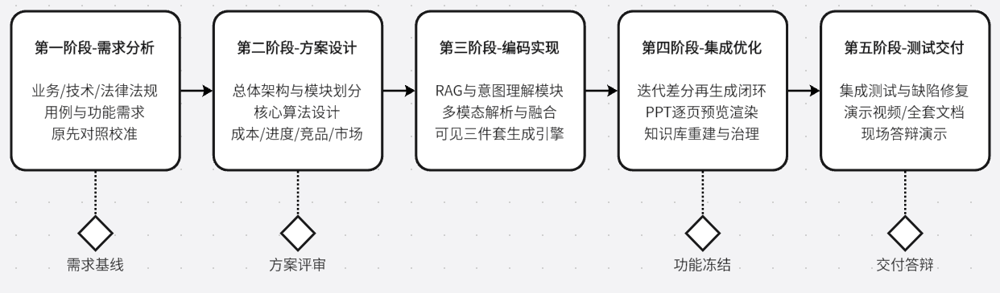 第一阶段-需求分析
业务/技术/法律法规
用例与功能需求
原先对照校准
第二阶段-方案设计
总体架构与模块划分
核心算法设计
成本/进度/竞品/市场
第三阶段-编码实现
RAG与意图理解模块
多模态解析与融合
可见三件套生成引擎
第四阶段-集成优化
迭代差分再生成闭环
PPT逐页预览渲染
知识库重建与治理
第五阶段-测试交付
集成测试与缺陷修复
演示视频/全套文档
现场答辩演示
需求基线
方案评审
功能冻结
交付答辩